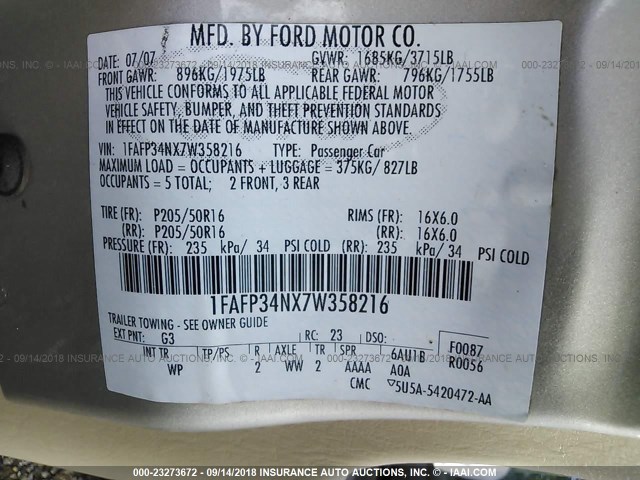 MFD. BY FORD MOTOR CO.
DATE: 07/07 GVWR: 1685KG/3715LB
FRONT GAWR: 896KG/1975LB REAR GAWR: 796KG/1755LB
THIS VEHICLE CONFORMS TO ALL APPLICABLE FEDERAL MOTOR
VEHICLE SAFETY, BUMPER, AND THEFT PREVENTION STANDARDS
IN EFFECT ON THE DATE OF MANUFACTURE SHOWN ABOVE.
VIN: 1FAFP34NX7W358216 TYPE: Passenger Car
MAXIMUM LOAD = OCCUPANTS + LUGGAGE = 375KG/ 827LB
OCCUPANTS = 5 TOTAL; 2 FRONT, 3 REAR
TIRE (FR): P205/50R16 RIMS (FR): 16X6.0
(RR): P205/50R16 (RR): 16X6.0
PRESSURE (FR): 235 kPa/ 34 PSI COLD (RR): 235 kPa/ 34 PSI COLD
1FAFP34NX7W358216
TRAILER TOWING - SEE OWNER GUIDE
EXT PNT: G3 RC: 23 DSO: F0087
INT TR TP/PS R AXLE TR SPR 6AU1B R0056
WP 2 WW 2 AAAA A0A
CMC 5U5A-5420472-AA
000-23273672 - 09/14/2018 INSURANCE AUTO AUCTIONS, INC. - IAAI.COM